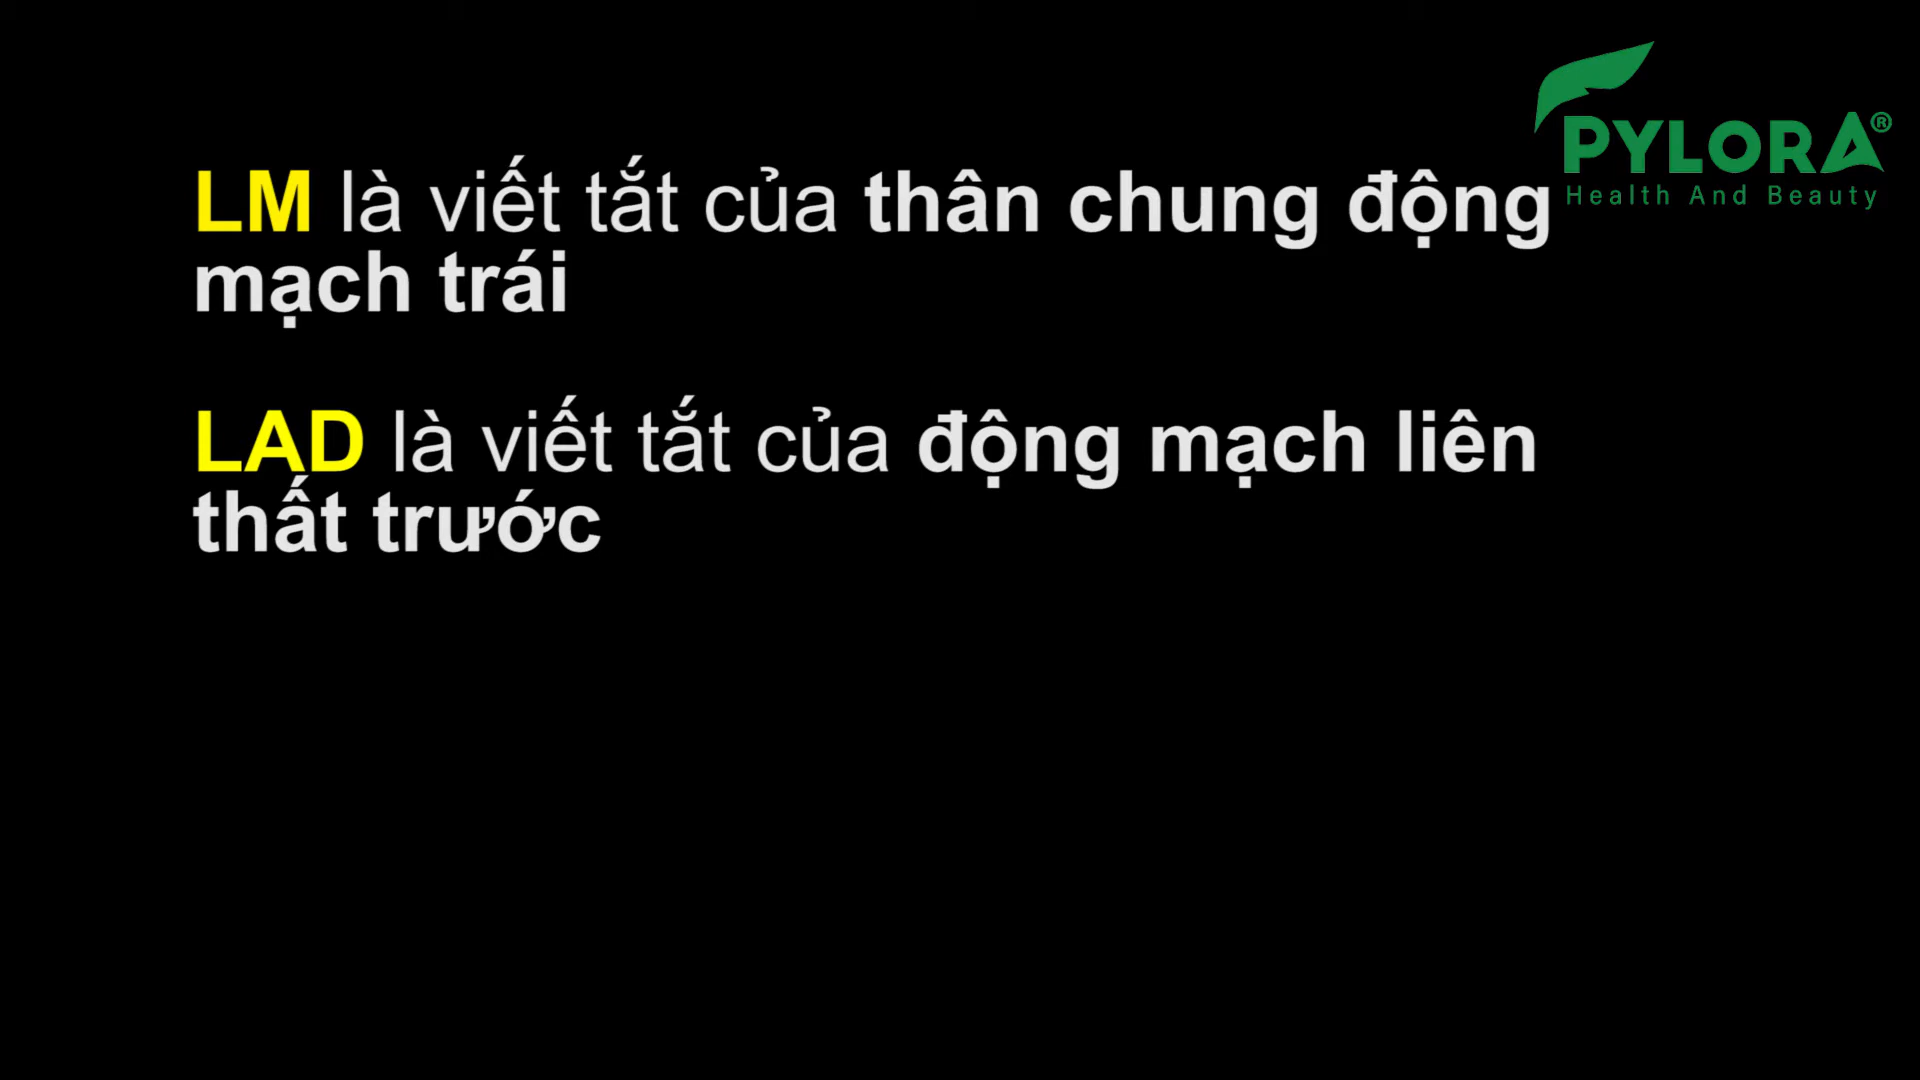 PYLORA®
Health And Beauty
LM là viết tắt của thân chung động
mạch trái
LAD là viết tắt của động mạch liên
thất trước